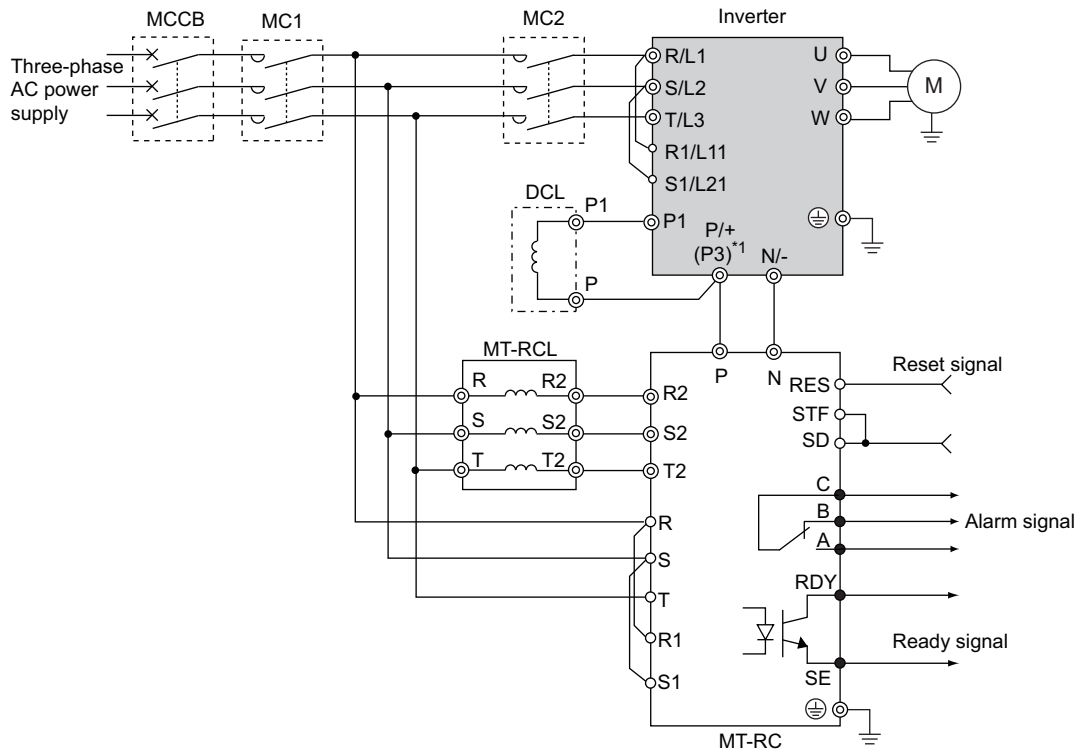 MCCB
MC1
MC2
Inverter
Three-phase
AC power
supply
R/L1
S/L2
T/L3
R1/L11
S1/L21
P1
P/+
(P3)*1
N/-
U
V
W
M
DCL
P1
P
MT-RCL
R
R2
S
S2
T
T2
P
N
R2
S2
T2
R
S
T
R1
S1
RES
STF
SD
C
B
A
RDY
SE
Reset signal
Alarm signal
Ready signal
MT-RC